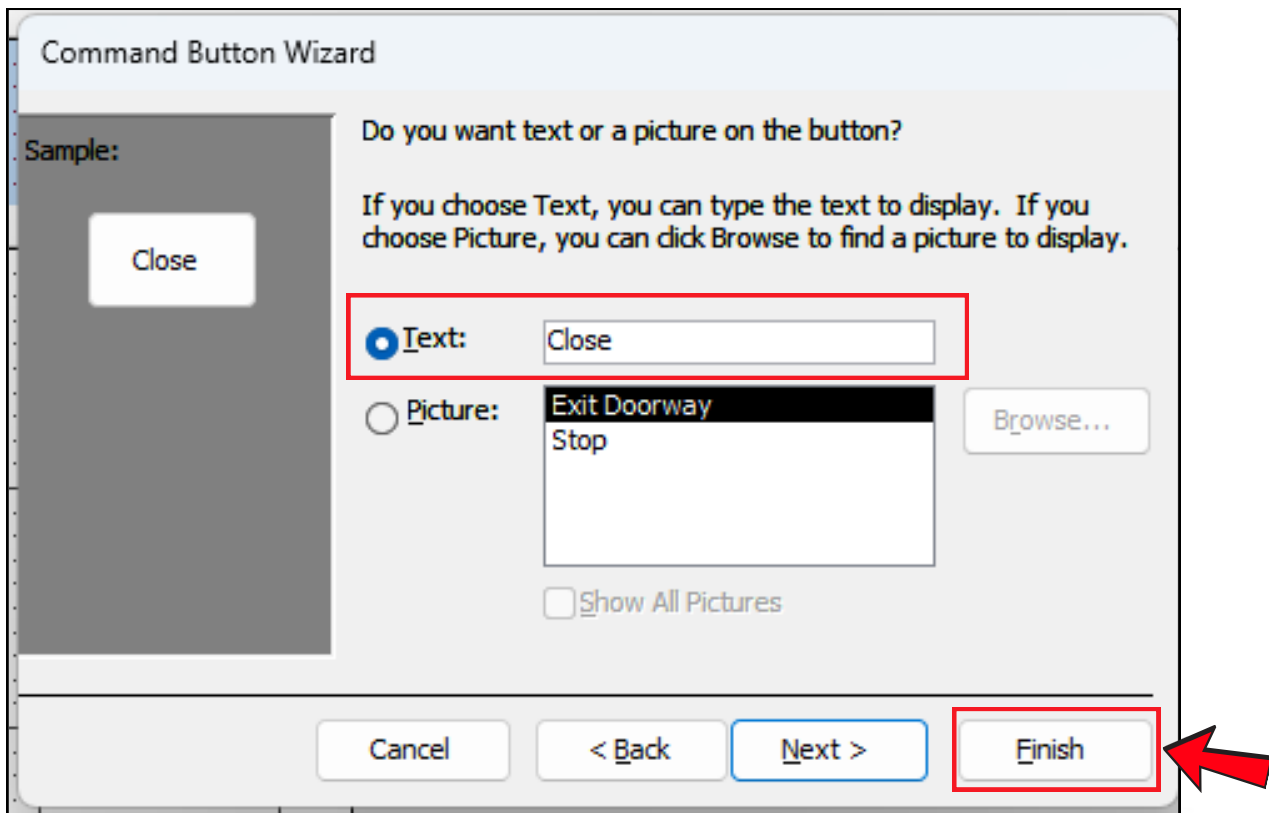 Command Button Wizard
Sample:
Close
Do you want text or a picture on the button?
If you choose Text, you can type the text to display.  If you
choose Picture, you can click Browse to find a picture to display.
Text: Close
Picture: Exit Doorway
Stop
Browse...
Show All Pictures
Cancel < Back Next > Finish